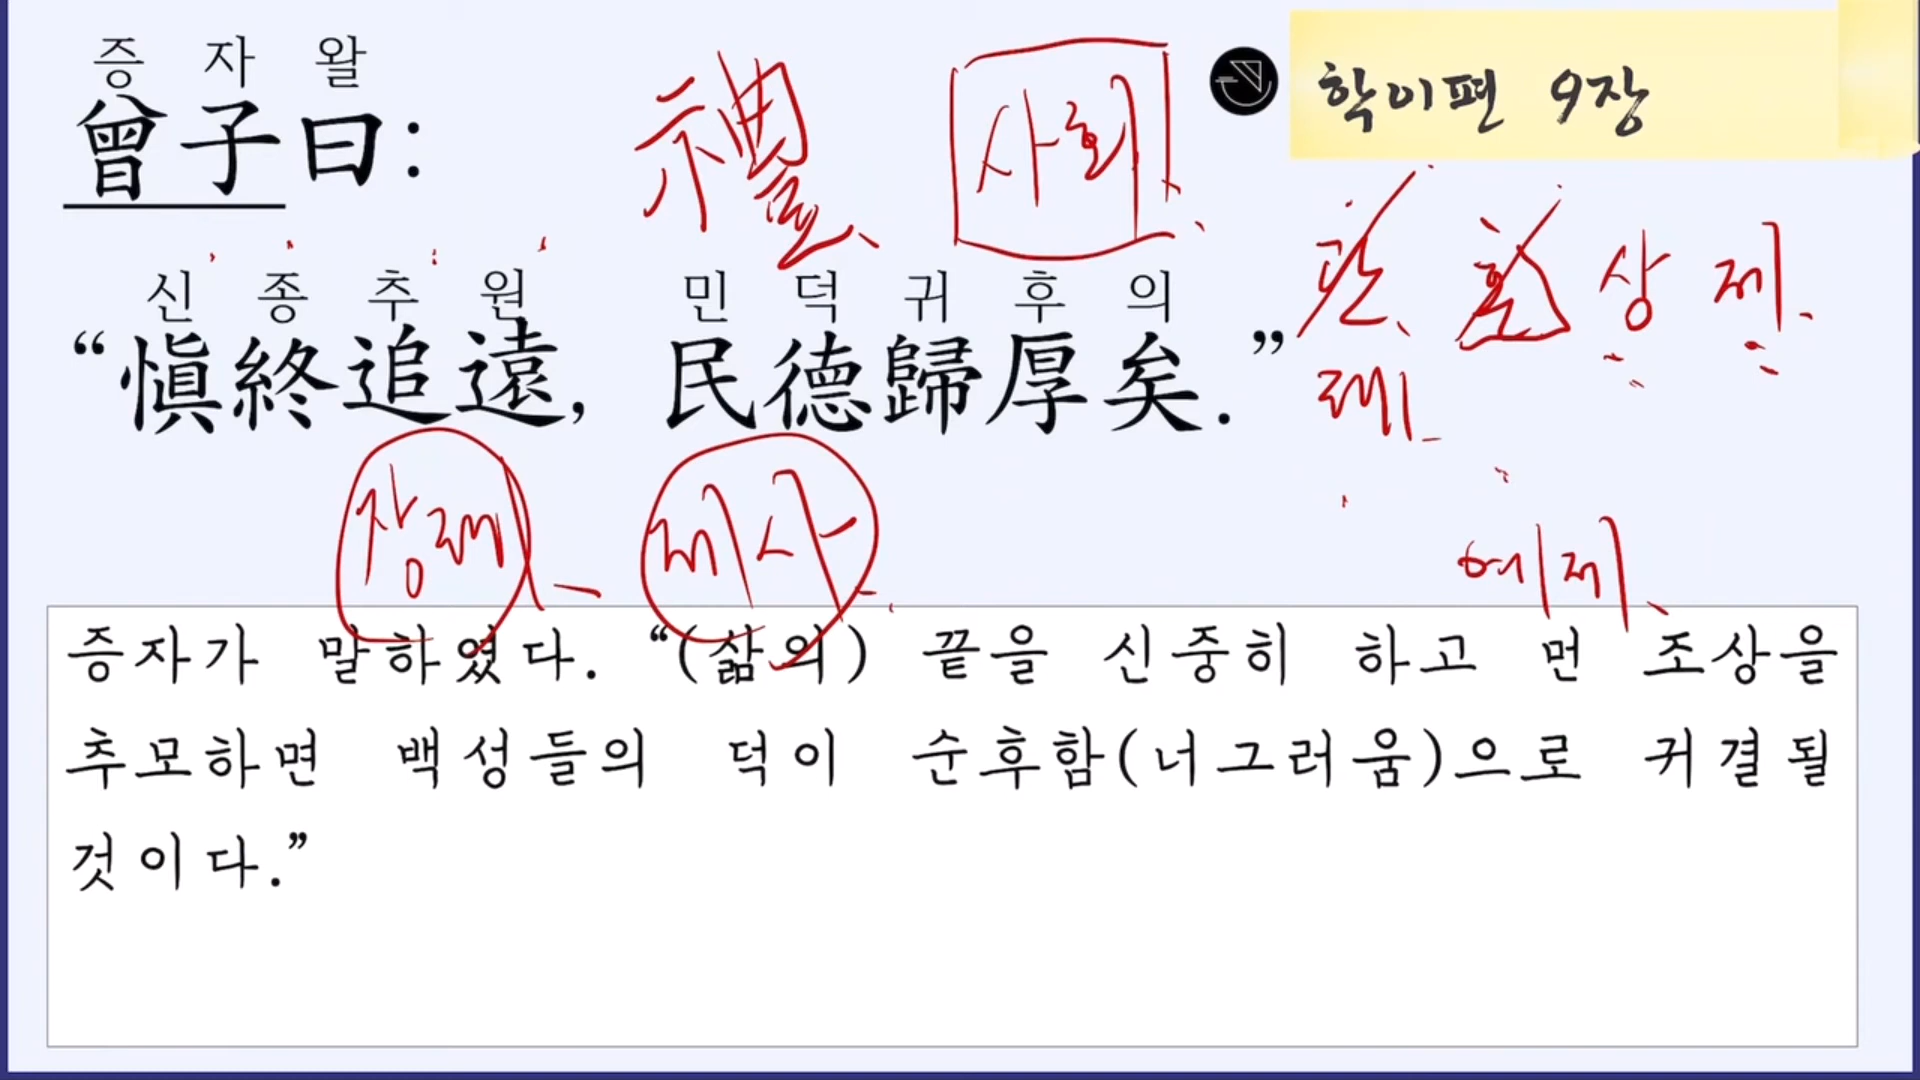 증 자 왈
曾子曰:
禮
사회
학이편 9장
관 혼 상 제
례
신 종 추 원 민 덕 귀 후 의
“愼終追遠, 民德歸厚矣.”
장례 제사
예제
증자가 말하였다. “(삶의) 끝을 신중히 하고 먼 조상을
추모하면 백성들의 덕이 순후함(너그러움)으로 귀결될
것이다.”